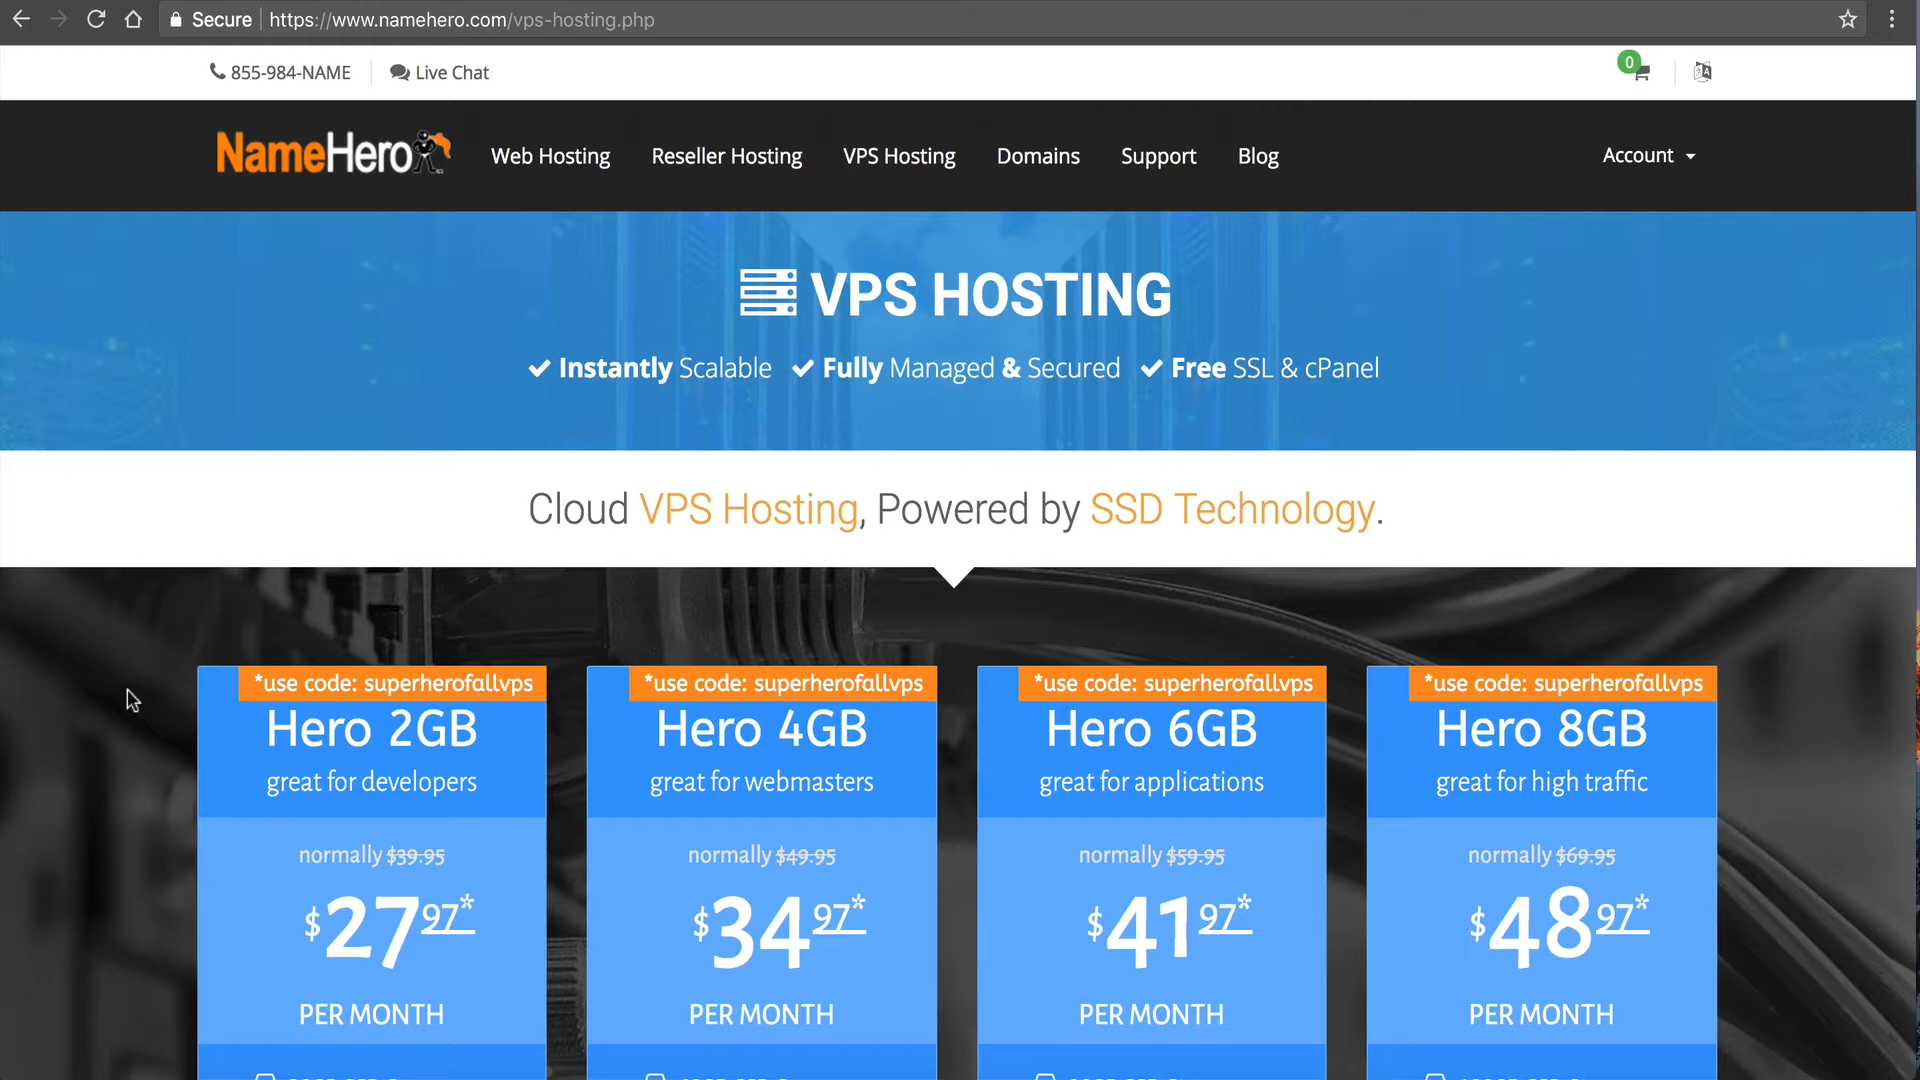 Secure https://www.namehero.com/vps-hosting.php
855-984-NAME Live Chat 0
NameHero Web Hosting Reseller Hosting VPS Hosting Domains Support Blog Account
VPS HOSTING
Instantly Scalable Fully Managed & Secured Free SSL & cPanel
Cloud VPS Hosting, Powered by SSD Technology.
*use code: superherofallvps
Hero 2GB
great for developers
normally $39.95
$27.97*
PER MONTH
*use code: superherofallvps
Hero 4GB
great for webmasters
normally $49.95
$34.97*
PER MONTH
*use code: superherofallvps
Hero 6GB
great for applications
normally $59.95
$41.97*
PER MONTH
*use code: superherofallvps
Hero 8GB
great for high traffic
normally $69.95
$48.97*
PER MONTH